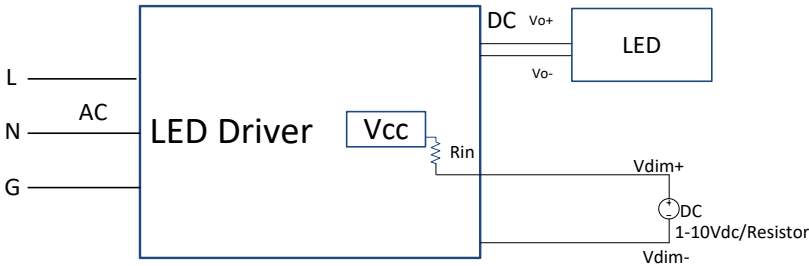 DC Vo+
LED
Vo-
L
AC
N
LED Driver
Vcc
Rin
G
Vdim+
DC
1-10Vdc/Resistor
Vdim-